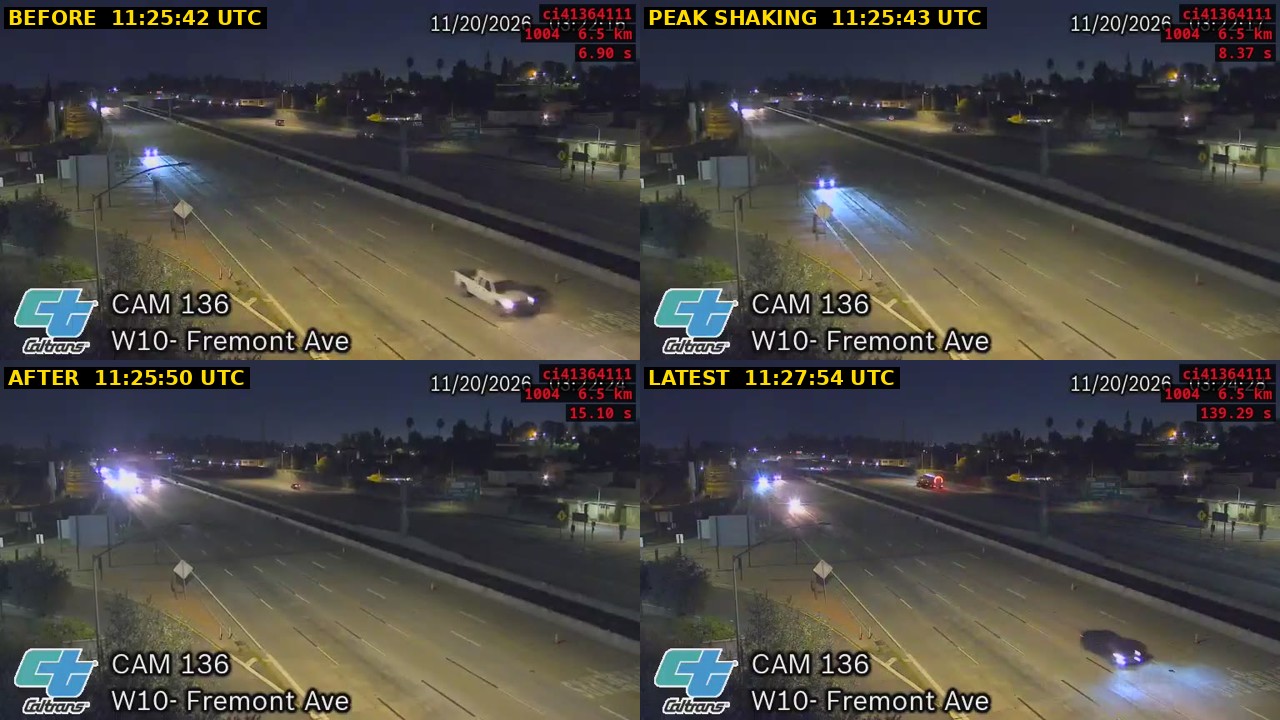 BEFORE 11:25:42 UTC
11/20/2026
ci41364111
1004 6.5 km
6.90 s
CAM 136
W10- Fremont Ave
Caltrans
PEAK SHAKING 11:25:43 UTC
11/20/2026
ci41364111
1004 6.5 km
8.37 s
CAM 136
W10- Fremont Ave
Caltrans
AFTER 11:25:50 UTC
11/20/2026
ci41364111
1004 6.5 km
15.10 s
CAM 136
W10- Fremont Ave
Caltrans
LATEST 11:27:54 UTC
11/20/2026
ci41364111
1004 6.5 km
139.29 s
CAM 136
W10- Fremont Ave
Caltrans